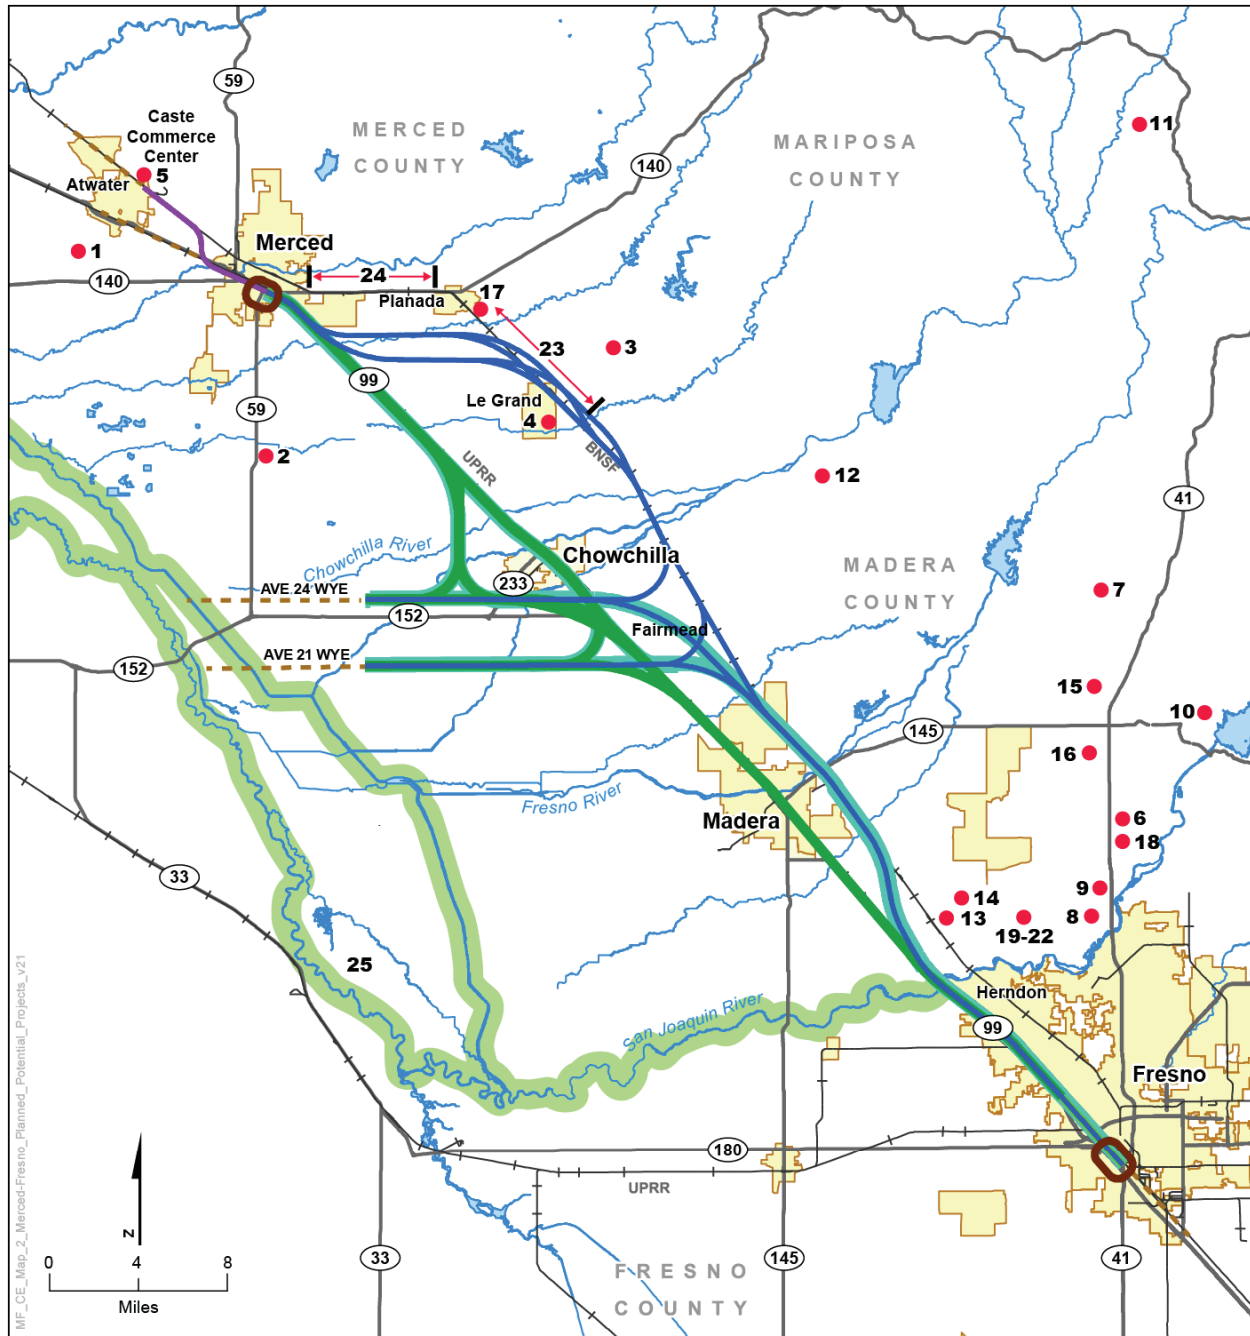 59
Caste
Commerce
Center
5
Atwater
MERCED
COUNTY
MARIPOSA
COUNTY
11
140
1
Merced
140
24
Planada
17
23
3
99
Le Grand
4
59
2
UPRR
BNSF
12
41
Chowchilla River
Chowchilla
233
MADERA
COUNTY
7
AVE 24 WYE
152
Fairmead
AVE 21 WYE
152
15
10
145
16
Fresno River
Madera
6
18
33
9
14
13
19-22
8
25
San Joaquin River
Herndon
99
Fresno
180
UPRR
N
0
4
8
Miles
33
FRESNO
COUNTY
145
41
MF_CE_Map_2_Merced-Fresno_Planned_Potential_Projects_v21